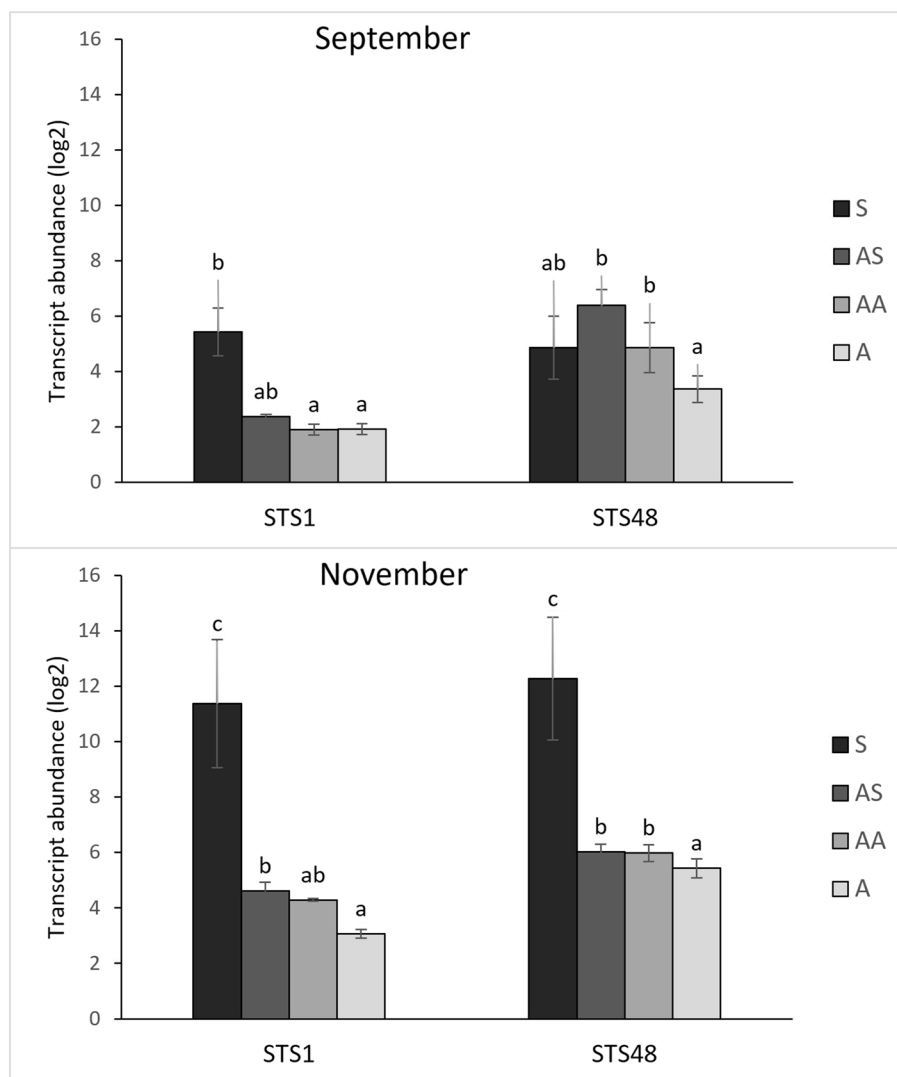 September
Transcript abundance (log2)
16
14
12
10
8
6
4
2
0
b
ab
a
a
ab
b
b
a
STS1
STS48
S
AS
AA
A
November
Transcript abundance (log2)
16
14
12
10
8
6
4
2
0
c
b
ab
a
c
b
b
a
STS1
STS48
S
AS
AA
A